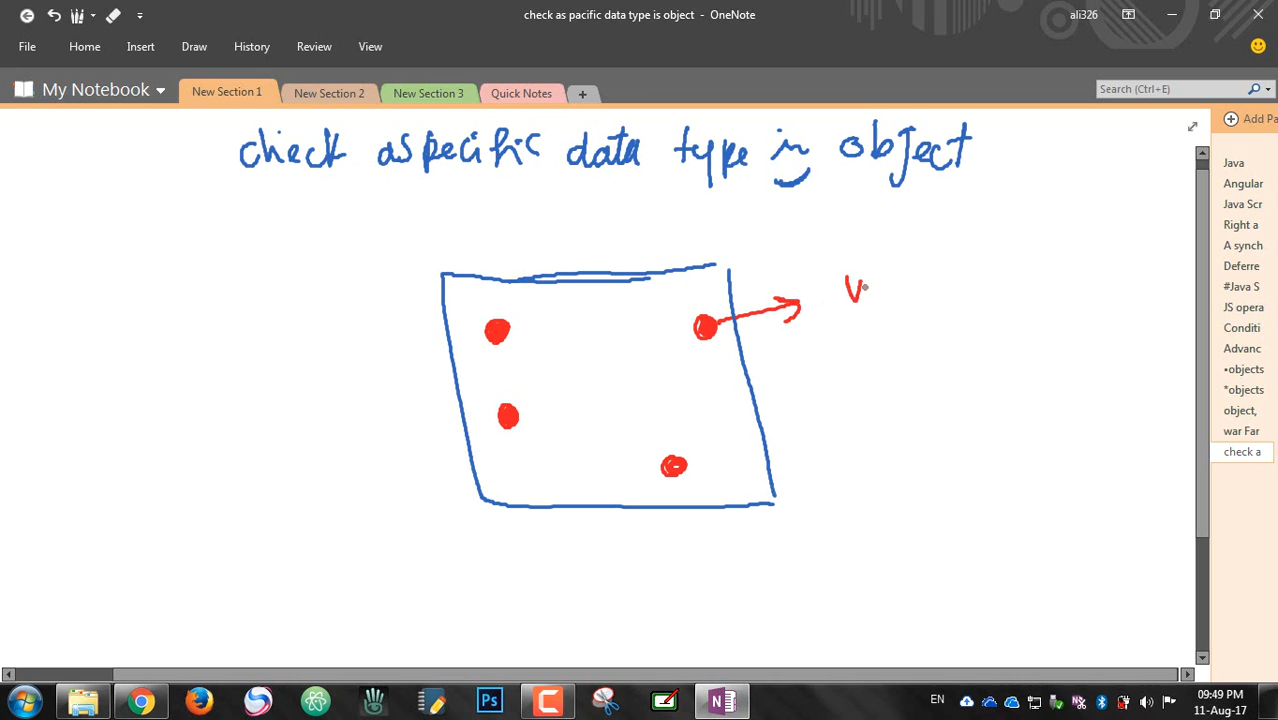 check as pacific data type is object - OneNote
ali326
File Home Insert Draw History Review View
My Notebook New Section 1 New Section 2 New Section 3 Quick Notes + Search (Ctrl+E)
Add Pa
check aspecific data type in object
V
Java
Angular
Java Scr
Right a
A synch
Deferre
#Java S
JS opera
Conditi
Advanc
•objects
*objects
object,
war Far
check a
Ps
N
EN
09:49 PM
11-Aug-17